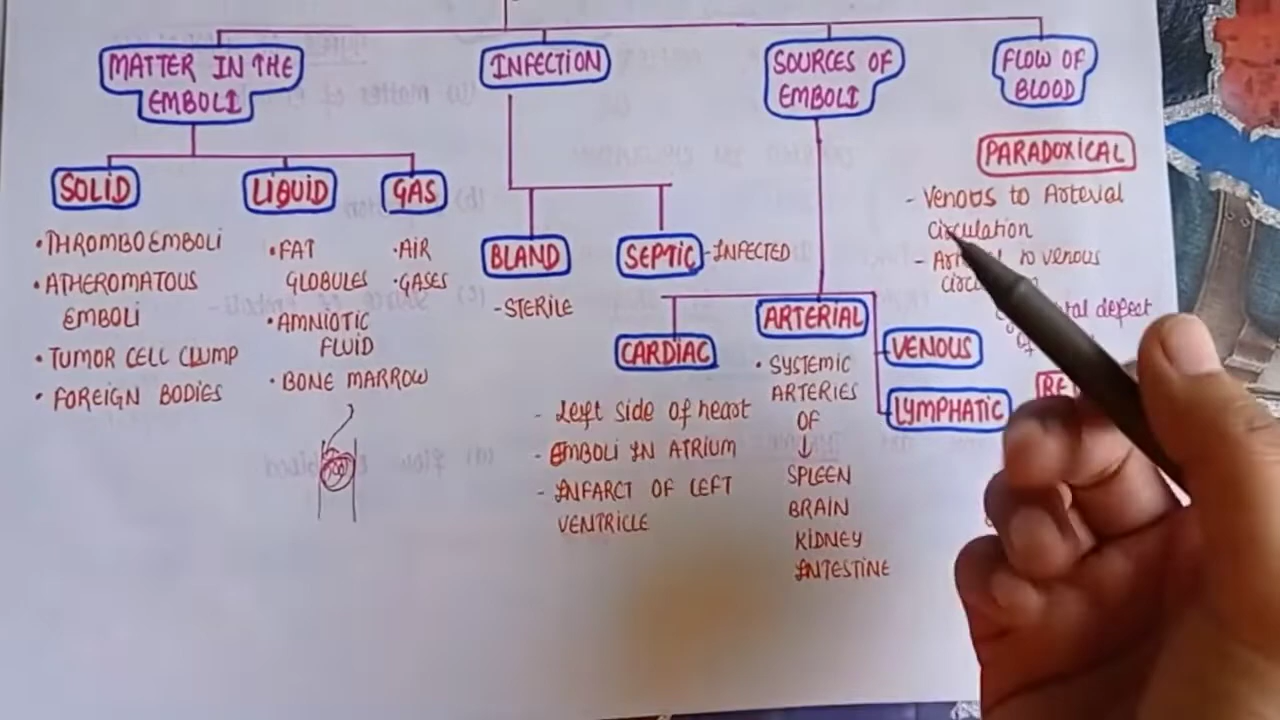 MATTER IN THE
EMBOLI
INFECTION
SOURCES OF
EMBOLI
FLOW OF
BLOOD
SOLID
• THROMBOEMBOLI
• ATHEROMATOUS
EMBOLI
• TUMOR CELL CLUMP
• FOREIGN BODIES
LIQUID
• FAT
GLOBULES
• AMNIOTIC
FLUID
• BONE MARROW
GAS
• AIR
• GASES
BLAND
- STERILE
SEPTIC - INFECTED
CARDIAC
- Left side of heart
- EMBOLI IN ATRIUM
- INFARCT OF LEFT
VENTRICLE
ARTERIAL
• SYSTEMIC
ARTERIES
OF
↓
SPLEEN
BRAIN
KIDNEY
INTESTINE
VENOUS
LYMPHATIC
PARADOXICAL
- Venous to Arterial
circulation
- to venous
defect